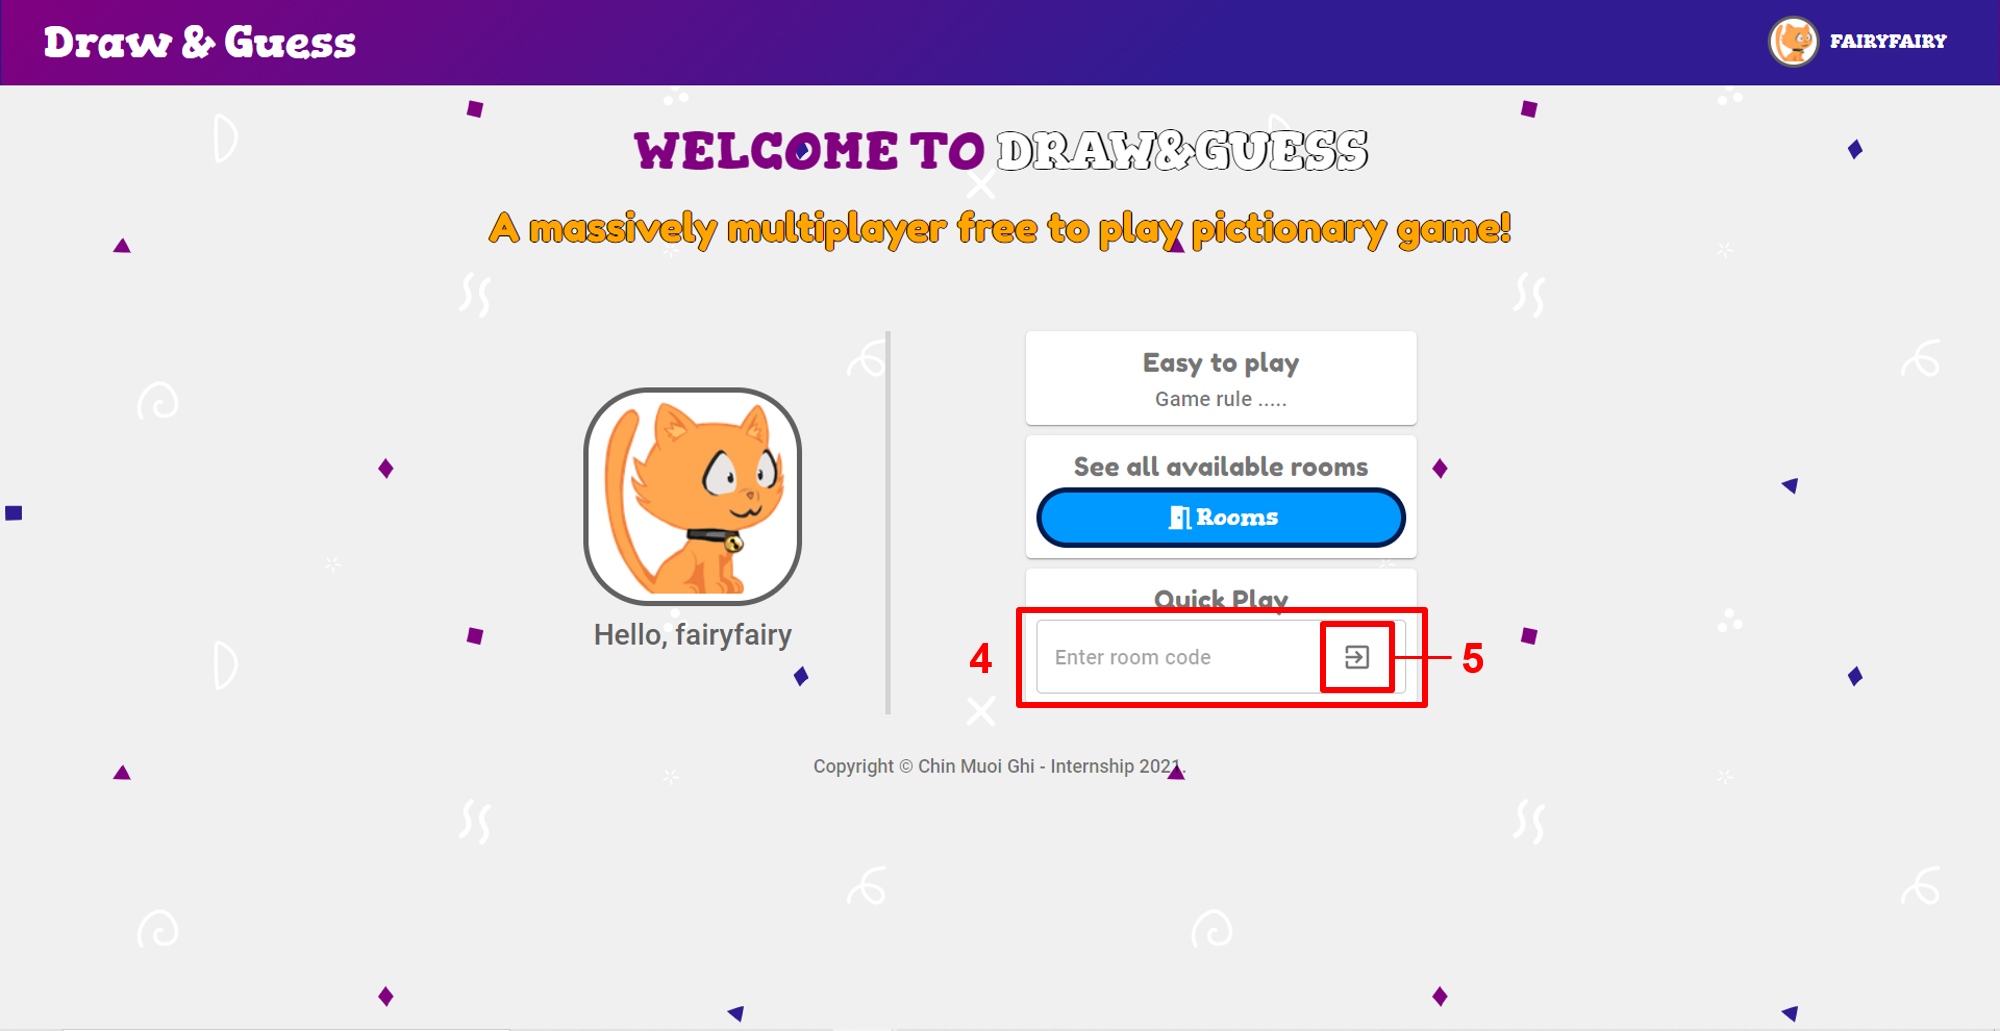 Draw & Guess
FAIRYFAIRY
WELCOME TO DRAW&GUESS
A massively multiplayer free to play pictionary game!
Easy to play
Game rule .....
See all available rooms
Rooms
Quick Play
Hello, fairyfairy
4
Enter room code
5
Copyright © Chin Muoi Ghi - Internship 2021.